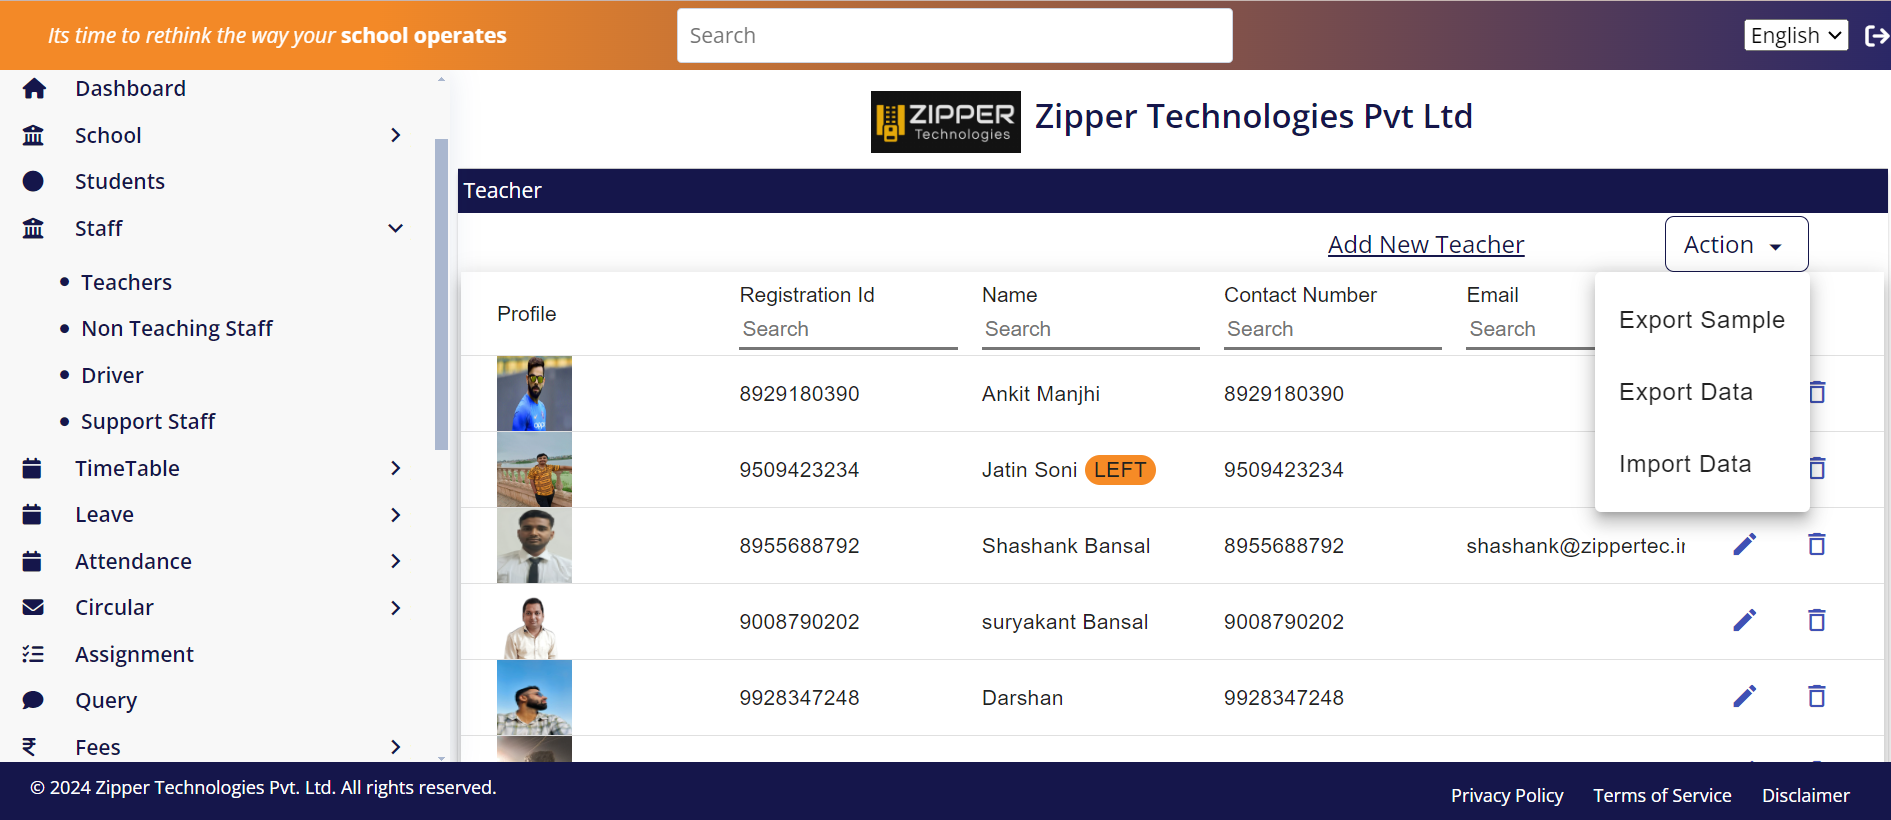 Its time to rethink the way your school operates
Search
English
Dashboard
School
Students
Staff
Teachers
Non Teaching Staff
Driver
Support Staff
TimeTable
Leave
Attendance
Circular
Assignment
Query
Fees
ZIPPER
Technologies
Zipper Technologies Pvt Ltd
Teacher
Add New Teacher
Action
Export Sample
Export Data
Import Data
Profile Registration Id Name Contact Number Email
Search Search Search Search
8929180390 Ankit Manjhi 8929180390
9509423234 Jatin Soni LEFT 9509423234
8955688792 Shashank Bansal 8955688792 shashank@zippertec.ir
9008790202 suryakant Bansal 9008790202
9928347248 Darshan 9928347248
© 2024 Zipper Technologies Pvt. Ltd. All rights reserved.
Privacy Policy Terms of Service Disclaimer